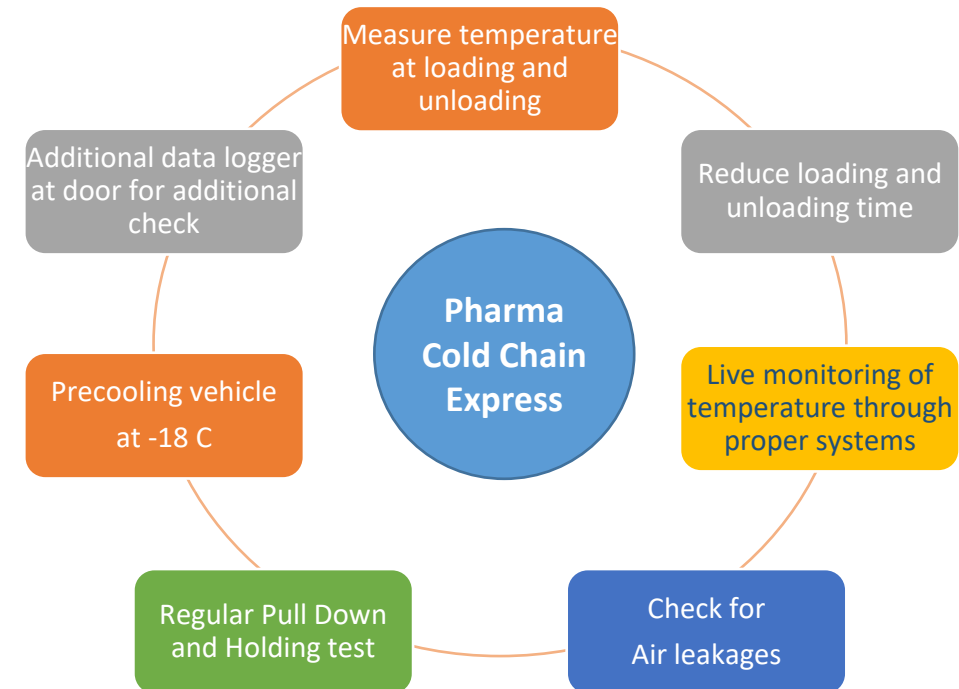 Measure temperature
at loading and
unloading
Reduce loading and
unloading time
Live monitoring of
temperature through
proper systems
Check for
Air leakages
Regular Pull Down
and Holding test
Precooling vehicle
at -18 C
Additional data logger
at door for additional
check
Pharma
Cold Chain
Express